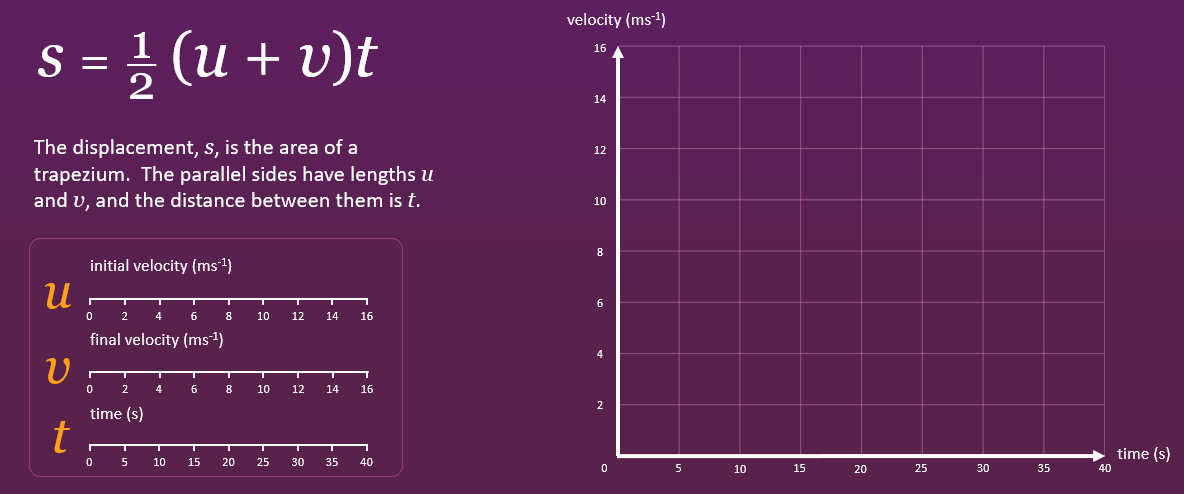 s = 1/2 (u + v)t
The displacement, s, is the area of a
trapezium. The parallel sides have lengths u
and v, and the distance between them is t.
initial velocity (ms⁻¹)
u
0 2 4 6 8 10 12 14 16
final velocity (ms⁻¹)
v
0 2 4 6 8 10 12 14 16
time (s)
t
0 5 10 15 20 25 30 35 40
velocity (ms⁻¹)
16
14
12
10
8
6
4
2
time (s)
0 5 10 15 20 25 30 35 40